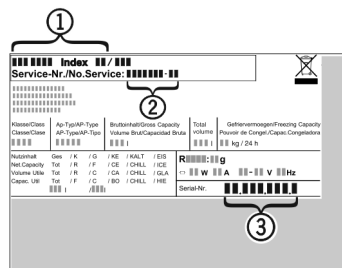 1
Index /
Service-Nr./No.Service: -
2
Klasse/Class Ap-Typ/AP-Type Bruttoinhalt/Gross Capacity Total Gefriervermoegen/Freezing Capacity
Classe/Clase AP-Type/AP-Tipo Volume Brut/Capacidad Bruta volume Pouvoir de Congel./Capac.Congeladora
l l kg / 24 h
Nutzinhalt Ges / K / G / KE / KALT / EIS
Net.Capacity Tot / R / F / CE / CHILL / ICE
Volume Utile Tot / R / C / CA / CHILL / GLA
Capac. Util Tot / F / C / BO / CHILL / HIE
l / l
R : g
W A - V Hz
Serial-Nr. , , ,
3